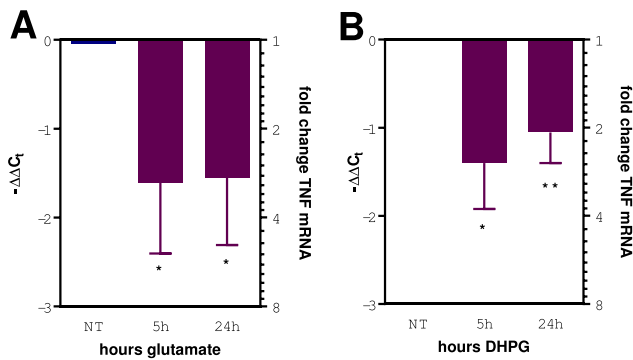 A
B
0
−1
−2
−3
-ΔΔCt
1
2
4
8
fold change TNF mRNA
*
*
NT 5h 24h
hours glutamate
0
−1
−2
−3
-ΔΔCt
1
2
4
8
fold change TNF mRNA
*
**
NT 5h 24h
hours DHPG